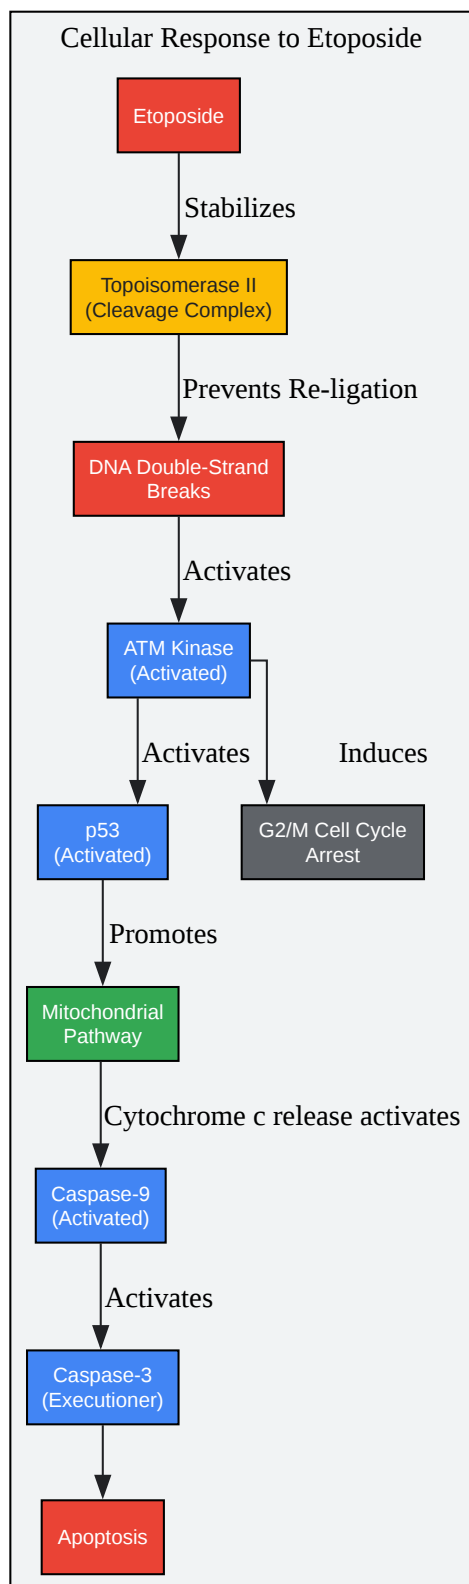 Cellular Response to Etoposide
Etoposide
Stabilizes
Topoisomerase II
(Cleavage Complex)
Prevents Re-ligation
DNA Double-Strand
Breaks
Activates
ATM Kinase
(Activated)
Activates
Induces
p53
(Activated)
G2/M Cell Cycle
Arrest
Promotes
Mitochondrial
Pathway
Cytochrome c release activates
Caspase-9
(Activated)
Activates
Caspase-3
(Executioner)
Apoptosis